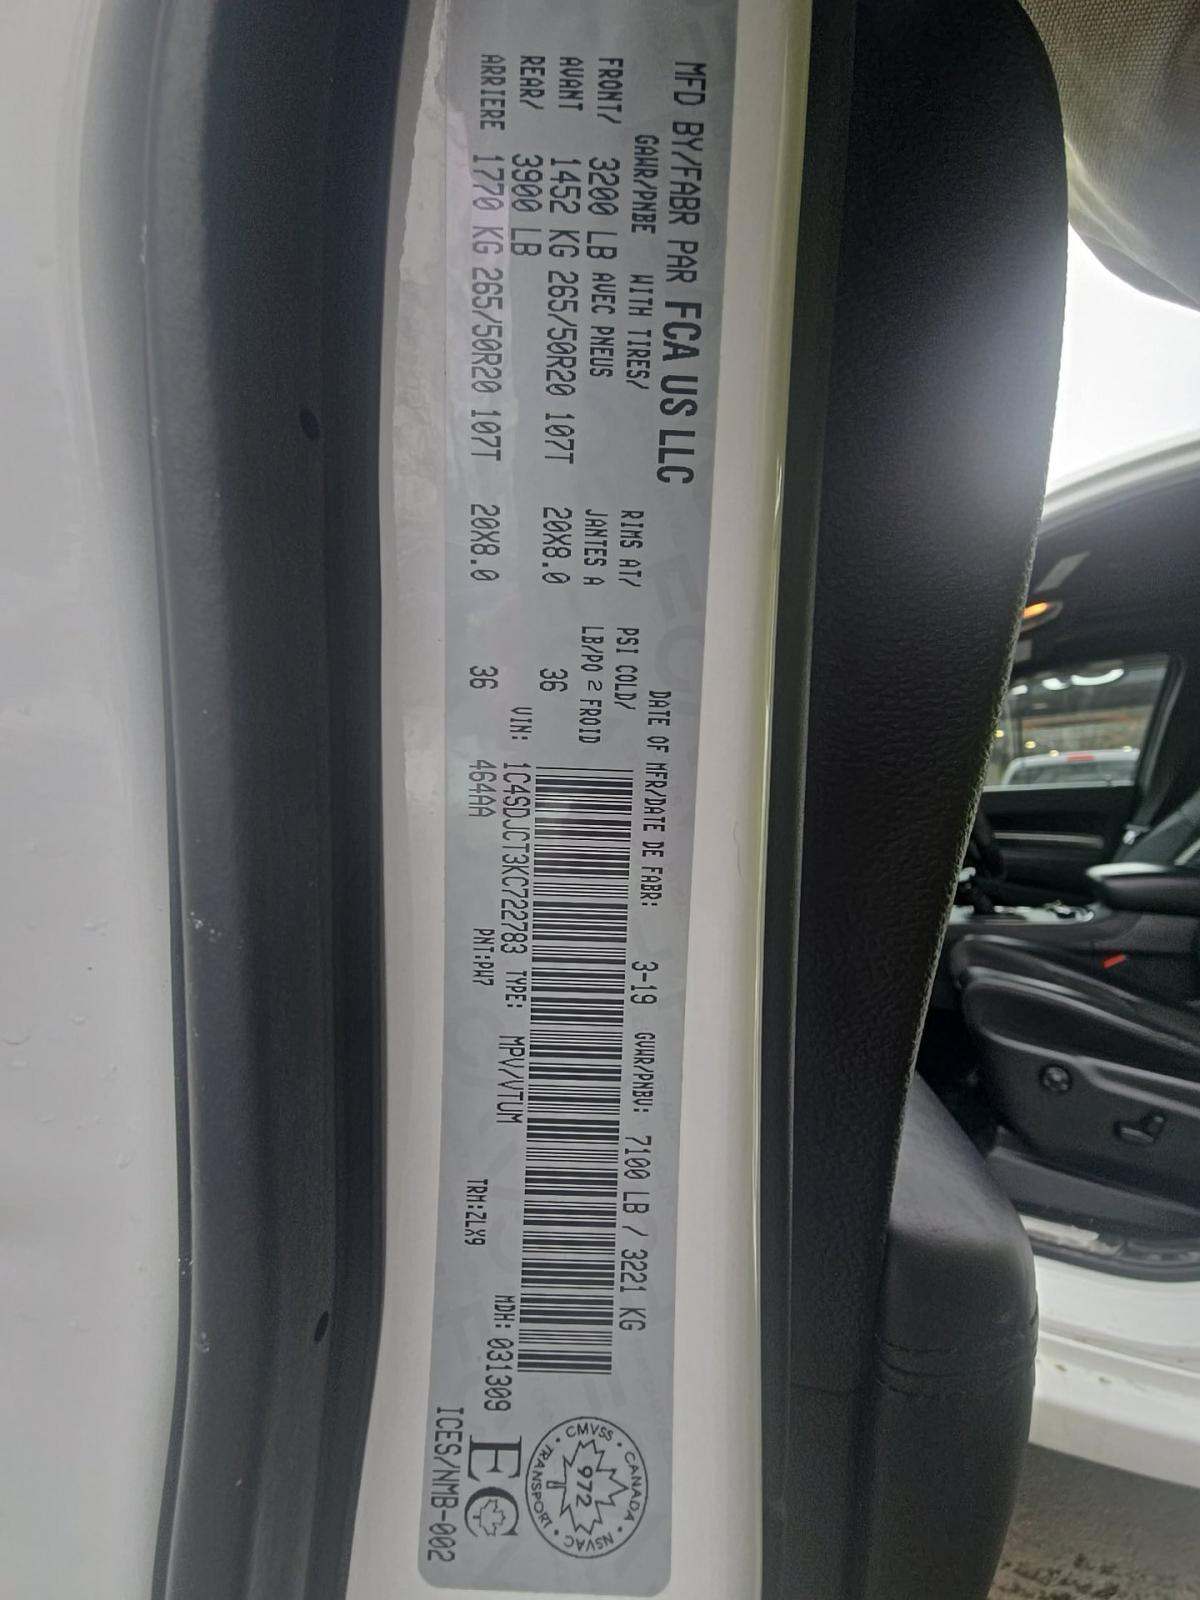 MFD BY/FABR PAR FCA US LLC
DATE OF MFR/DATE DE FABR: 3-19 GVWR/PNBV: 7100 LB / 3221 KG
GAWR/PNBE WITH TIRES/ RIMS AT/ PSI COLD/
FRONT/ 3200 LB AVEC PNEUS JANTES A LB/PO 2 FROID
AVANT 1452 KG 265/50R20 107T 20X8.0 36
REAR/ 3900 LB
ARRIERE 1770 KG 265/50R20 107T 20X8.0 36
VIN: 1C4SDJCT3KC722783 TYPE: MPV/VTUM
464AA PNT:PW7 TRM:ZLX9 MDH: 031309
CMVSS • CANADA • NSVAC • TRANSPORT •
972
EC
ICES/NMB-002